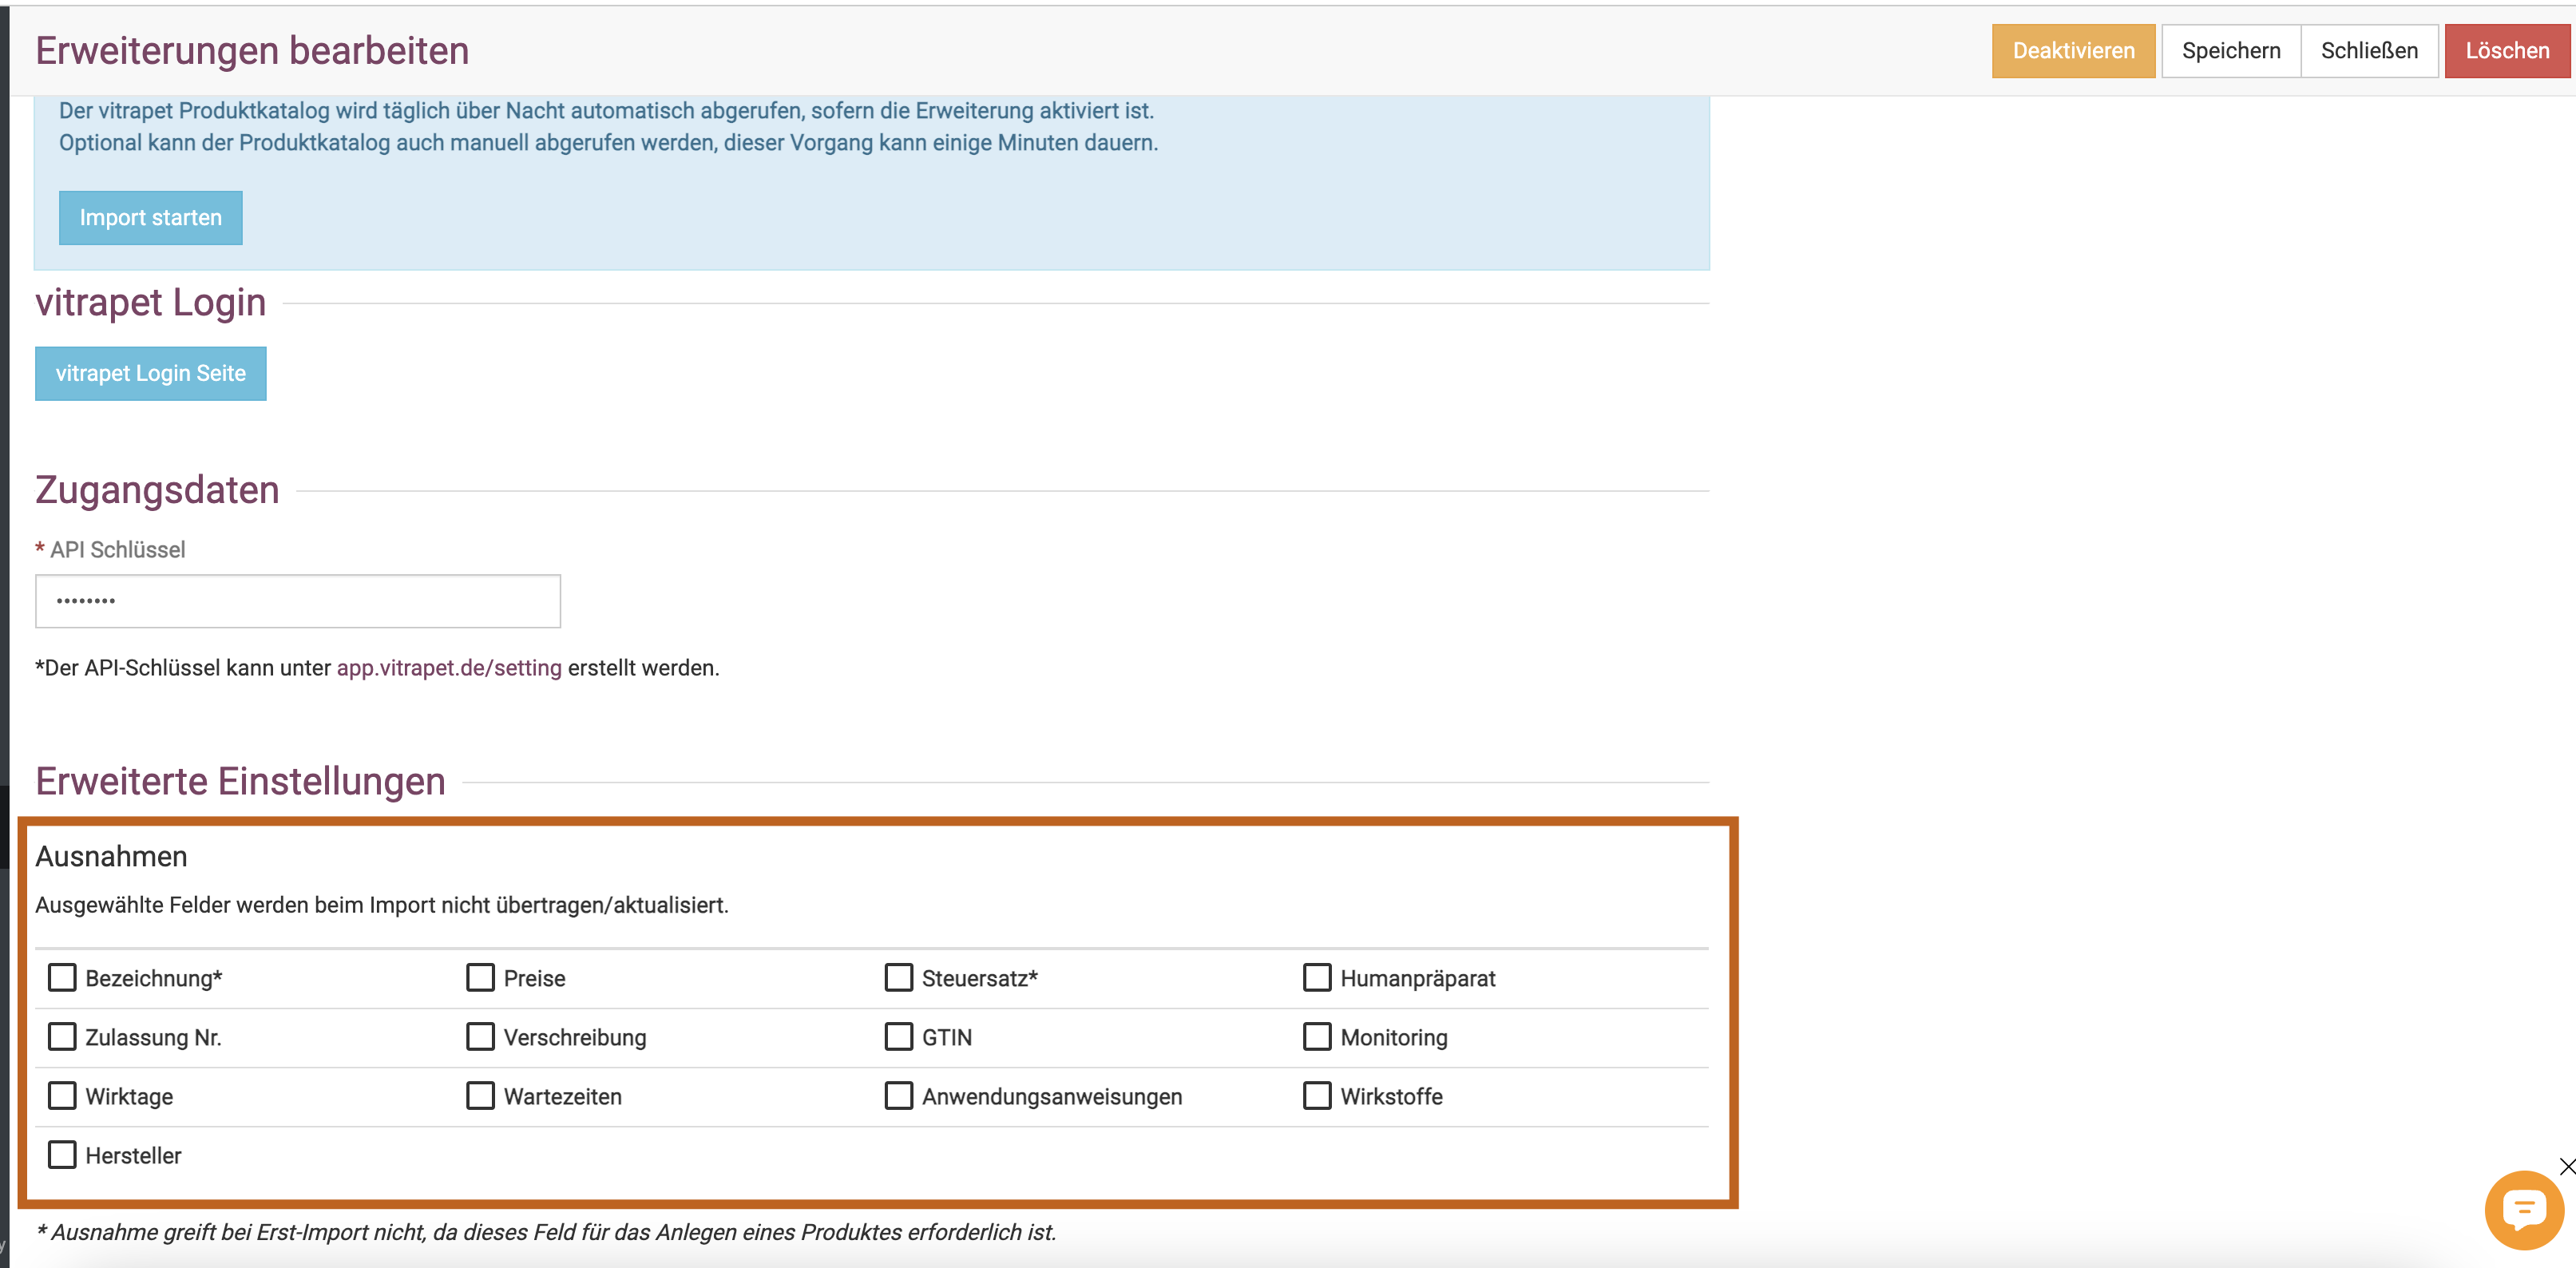 Erweiterungen bearbeiten
Deaktivieren
Speichern
Schließen
Löschen
Der vitrapet Produktkatalog wird täglich über Nacht automatisch abgerufen, sofern die Erweiterung aktiviert ist.
Optional kann der Produktkatalog auch manuell abgerufen werden, dieser Vorgang kann einige Minuten dauern.
Import starten
vitrapet Login
vitrapet Login Seite
Zugangsdaten
* API Schlüssel
••••••••
*Der API-Schlüssel kann unter app.vitrapet.de/setting erstellt werden.
Erweiterte Einstellungen
Ausnahmen
Ausgewählte Felder werden beim Import nicht übertragen/aktualisiert.
Bezeichnung* Preise Steuersatz* Humanpräparat
Zulassung Nr. Verschreibung GTIN Monitoring
Wirktage Wartezeiten Anwendungsanweisungen Wirkstoffe
Hersteller
* Ausnahme greift bei Erst-Import nicht, da dieses Feld für das Anlegen eines Produktes erforderlich ist.